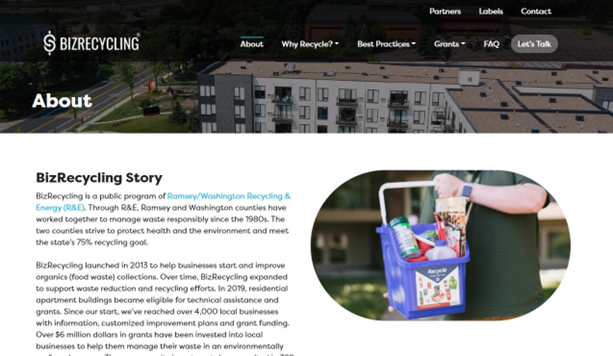 Partners Labels Contact
BIZRECYCLING
About Why Recycle? Best Practices Grants FAQ Let's Talk
About
BizRecycling Story
BizRecycling is a public program of Ramsey/Washington Recycling &
Energy (R&E). Through R&E, Ramsey and Washington counties have
worked together to manage waste responsibly since the 1980s. The
two counties strive to protect health and the environment and meet
the state's 75% recycling goal.
BizRecycling launched in 2013 to help businesses start and improve
organics (food waste) collections. Over time, BizRecycling expanded
to support waste reduction and recycling efforts. In 2019, residential
apartment buildings became eligible for technical assistance and
grants. Since our start, we've reached over 4,000 local businesses
with information, customized improvement plans and grant funding.
Over $6 million dollars in grants have been invested into local
businesses to help them manage their waste in an environmentally
Recycle